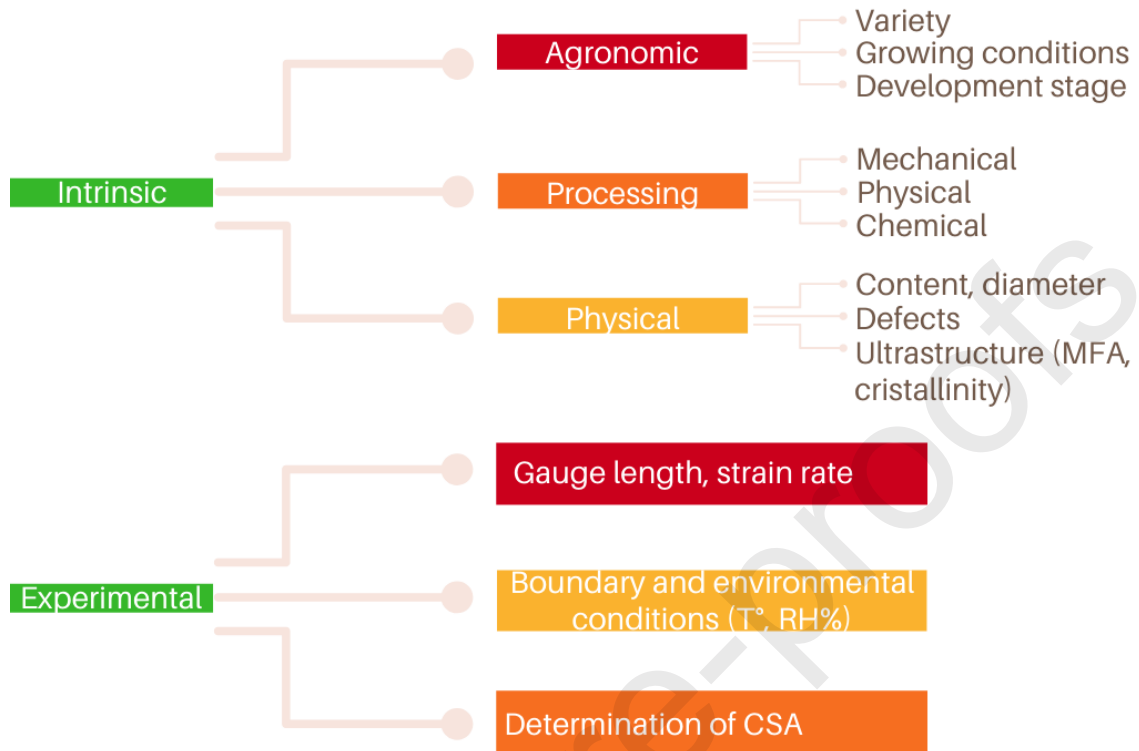 Intrinsic
Agronomic
Variety
Growing conditions
Development stage
Processing
Mechanical
Physical
Chemical
Physical
Content, diameter
Defects
Ultrastructure (MFA,
cristallinity)
Experimental
Gauge length, strain rate
Boundary and environmental
conditions (T°, RH%)
Determination of CSA
e-proofs